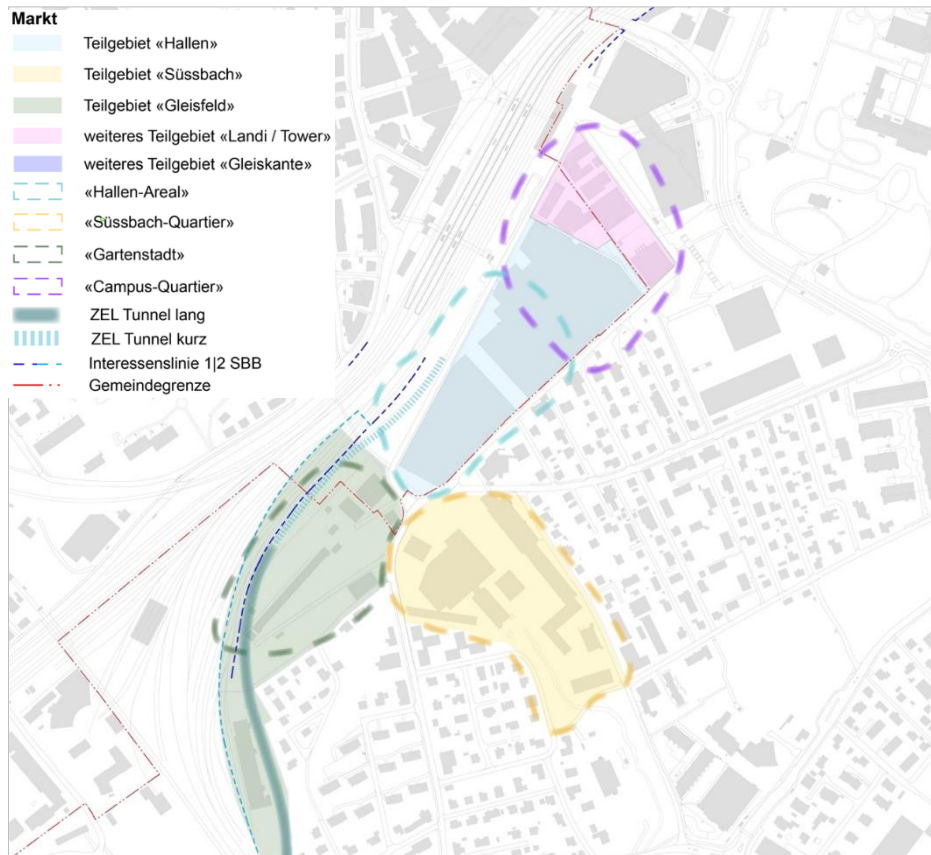 Markt
Teilgebiet «Hallen»
Teilgebiet «Süssbach»
Teilgebiet «Gleisfeld»
weiteres Teilgebiet «Landi / Tower»
weiteres Teilgebiet «Gleiskante»
«Hallen-Areal»
«Süssbach-Quartier»
«Gartenstadt»
«Campus-Quartier»
ZEL Tunnel lang
ZEL Tunnel kurz
Interessenslinie 1|2 SBB
Gemeindegrenze